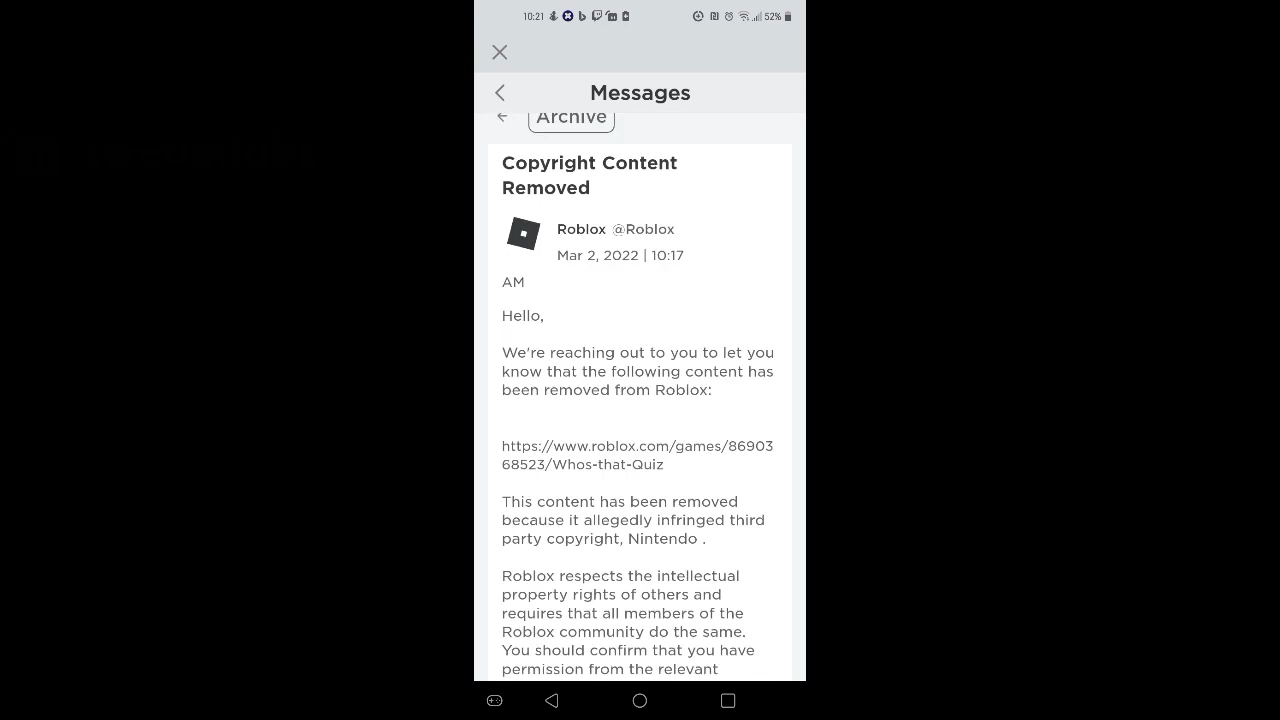 10:21
52%
Messages
Archive
Copyright Content
Removed
Roblox @Roblox
Mar 2, 2022 | 10:17
AM
Hello,
We're reaching out to you to let you
know that the following content has
been removed from Roblox:
https://www.roblox.com/games/86903
68523/Whos-that-Quiz
This content has been removed
because it allegedly infringed third
party copyright, Nintendo .
Roblox respects the intellectual
property rights of others and
requires that all members of the
Roblox community do the same.
You should confirm that you have
permission from the relevant